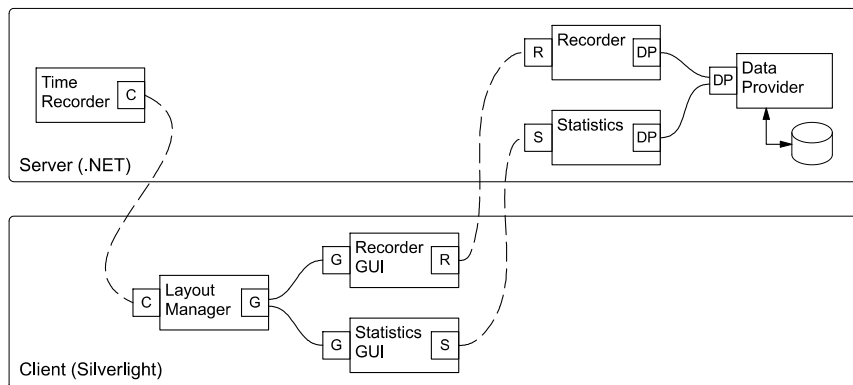 Time
Recorder
C
R
Recorder
DP
S
Statistics
DP
DP
Data
Provider
Server (.NET)
C
Layout
Manager
G
G
Recorder
GUI
R
G
Statistics
GUI
S
Client (Silverlight)